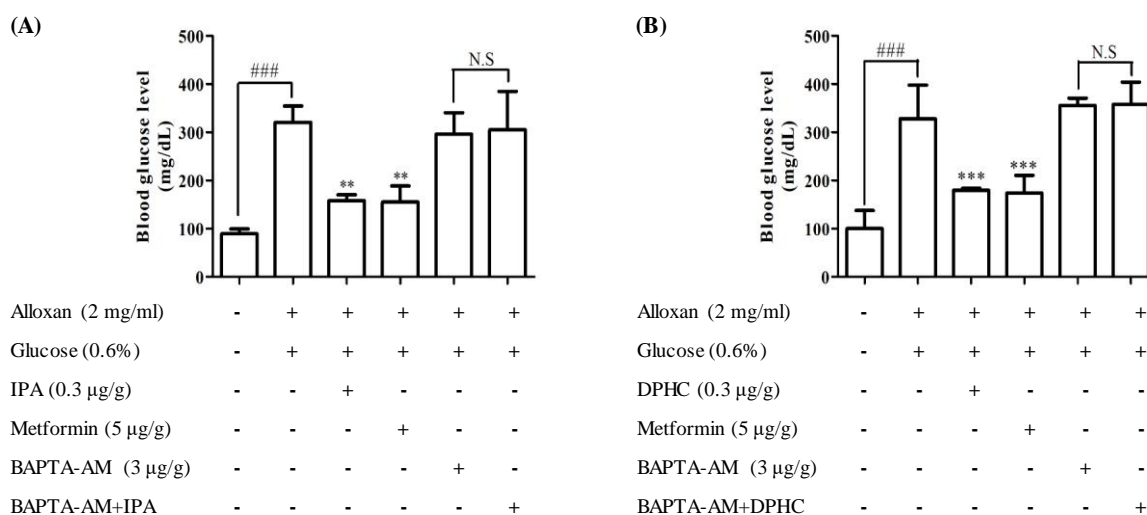 (A)
500
400
300
200
100
0
Blood glucose level
(mg/dL)
###
**
**
N.S
Alloxan (2 mg/ml) - + + + + +
Glucose (0.6%) - + + + + +
IPA (0.3 µg/g) - - + - - -
Metformin (5 µg/g) - - - + - -
BAPTA-AM (3 µg/g) - - - - + -
BAPTA-AM+IPA - - - - - +
(B)
500
400
300
200
100
0
Blood glucose level
(mg/dL)
###
***
***
N.S
Alloxan (2 mg/ml) - + + + + +
Glucose (0.6%) - + + + + +
DPHC (0.3 µg/g) - - + - - -
Metformin (5 µg/g) - - - + - -
BAPTA-AM (3 µg/g) - - - - + -
BAPTA-AM+DPHC - - - - - +